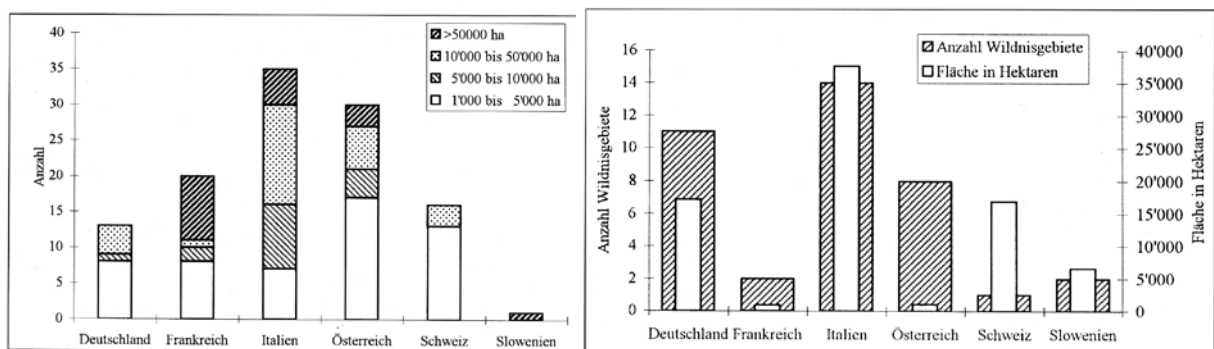 40
35
30
25
20
15
10
5
0
Anzahl
>50000 ha
10'000 bis 50'000 ha
5'000 bis 10'000 ha
1'000 bis 5'000 ha
Deutschland Frankreich Italien Österreich Schweiz Slowenien
16
14
12
10
8
6
4
2
0
Anzahl Wildnisgebiete
Anzahl Wildnisgebiete
Fläche in Hektaren
40'000
35'000
30'000
25'000
20'000
15'000
10'000
5'000
0
Fläche in Hektaren
Deutschland Frankreich Italien Österreich Schweiz Slowenien